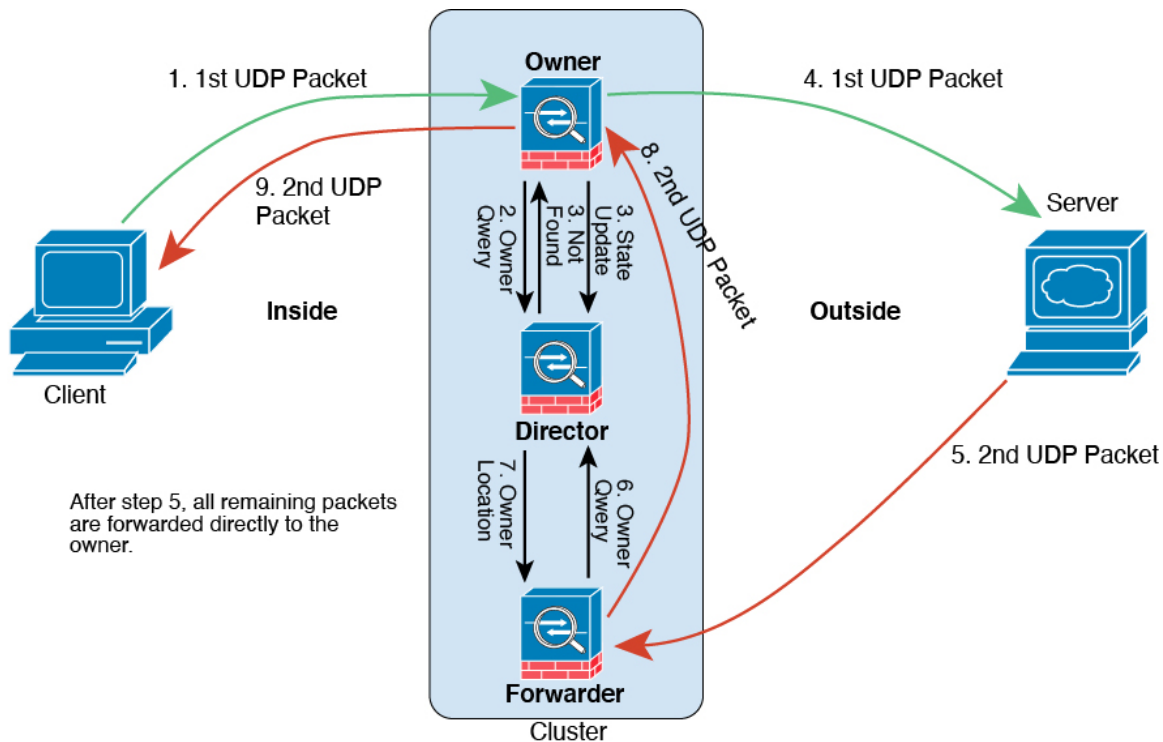 Owner
1. 1st UDP Packet
4. 1st UDP Packet
9. 2nd UDP
Packet
2. Owner
Qwery
3. Not
Found
3. State
Update
8. 2nd UDP Packet
Server
Inside
Outside
Client
Director
5. 2nd UDP Packet
7. Owner
Location
6. Owner
Qwery
After step 5, all remaining packets
are forwarded directly to the
owner.
Forwarder
Cluster